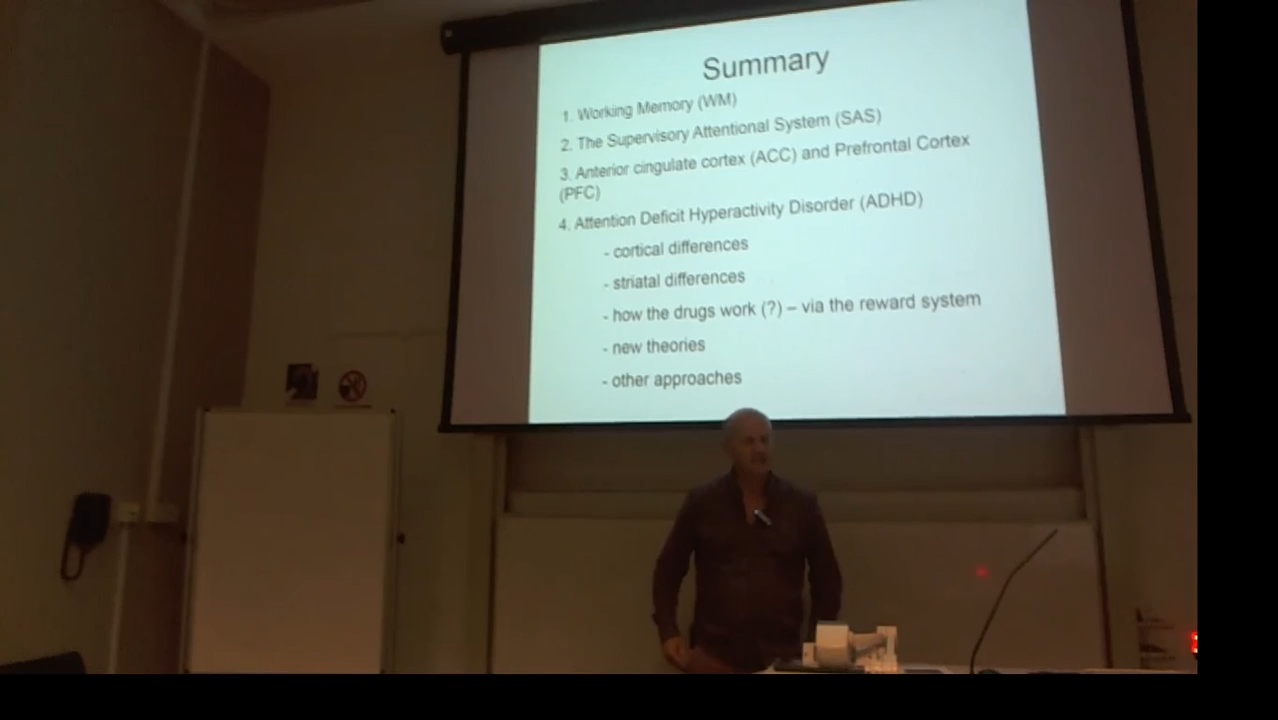 Summary
1. Working Memory (WM)
2. The Supervisory Attentional System (SAS)
3. Anterior cingulate cortex (ACC) and Prefrontal Cortex
(PFC)
4. Attention Deficit Hyperactivity Disorder (ADHD)
- cortical differences
- striatal differences
- how the drugs work (?) – via the reward system
- new theories
- other approaches